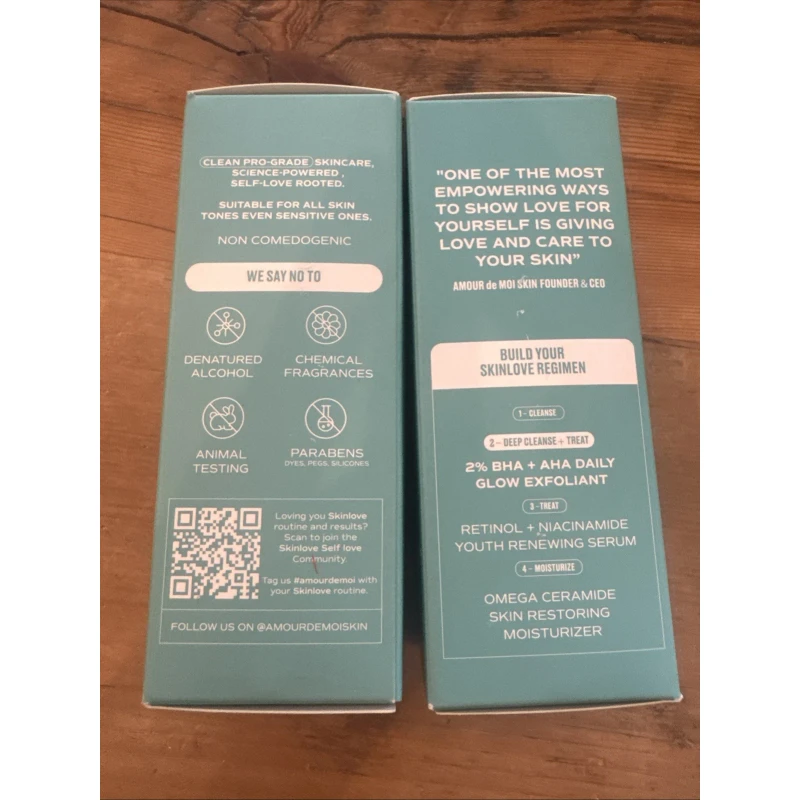 CLEAN PRO-GRADE SKINCARE,
SCIENCE-POWERED ,
SELF-LOVE ROOTED.
SUITABLE FOR ALL SKIN
TONES EVEN SENSITIVE ONES.
NON COMEDOGENIC
WE SAY NO TO
DENATURED
ALCOHOL
CHEMICAL
FRAGRANCES
ANIMAL
TESTING
PARABENS
DYES, PEGS, SILICONES
Loving you Skinlove
routine and results?
Scan to join the
Skinlove Self love
Community
Tag us #amourdemoi with
your Skinlove routine.
FOLLOW US ON @AMOURDEMOISKIN
"ONE OF THE MOST
EMPOWERING WAYS
TO SHOW LOVE FOR
YOURSELF IS GIVING
LOVE AND CARE TO
YOUR SKIN”
AMOUR de MOI SKIN FOUNDER & CEO
BUILD YOUR
SKINLOVE REGIMEN
1 - CLEANSE
2 - DEEP CLEANSE + TREAT
2% BHA + AHA DAILY
GLOW EXFOLIANT
3 - TREAT
RETINOL + NIACINAMIDE
YOUTH RENEWING SERUM
4 - MOISTURIZE
OMEGA CERAMIDE
SKIN RESTORING
MOISTURIZER